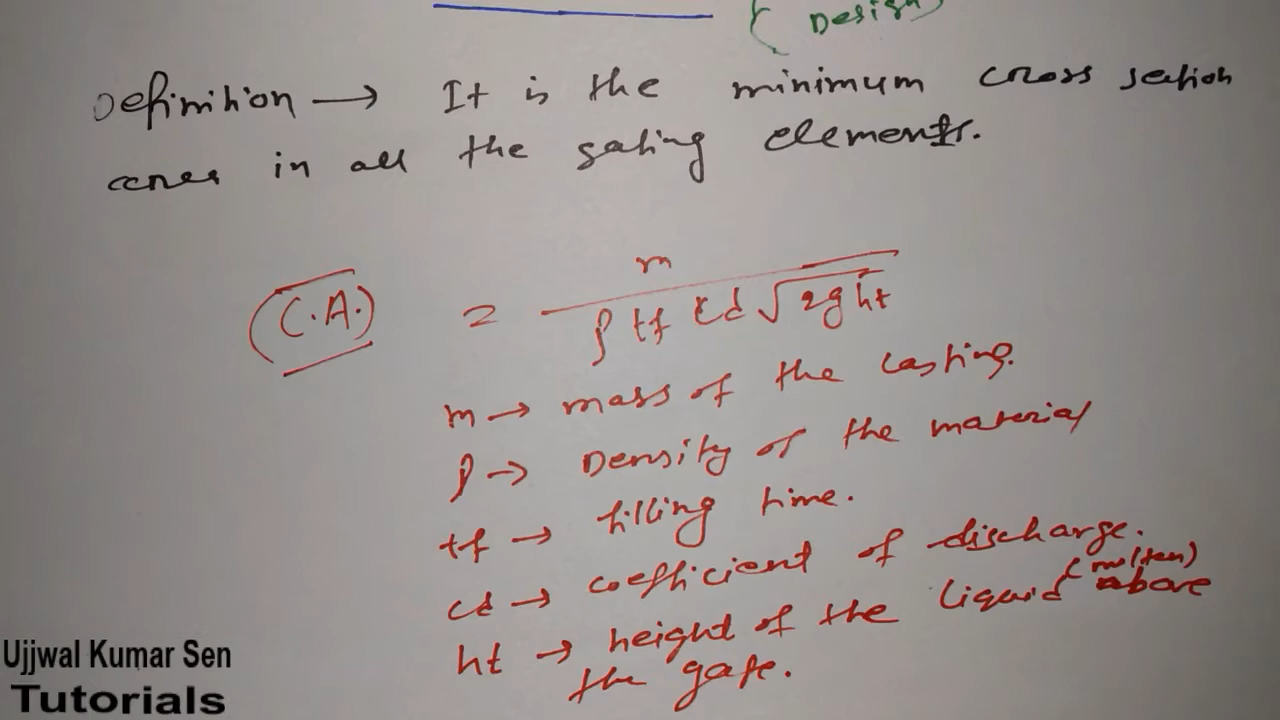 ( Design)
Definition → It is the minimum cross section
area in all the gating elements.
m
(C.A.) = ρ tf cd √2g ht
m → mass of the casting.
ρ → Density of the material
tf → filling time.
cd → coefficient of discharge.
(molten)
ht → height of the liquid above
the gate.
Ujjwal Kumar Sen
Tutorials